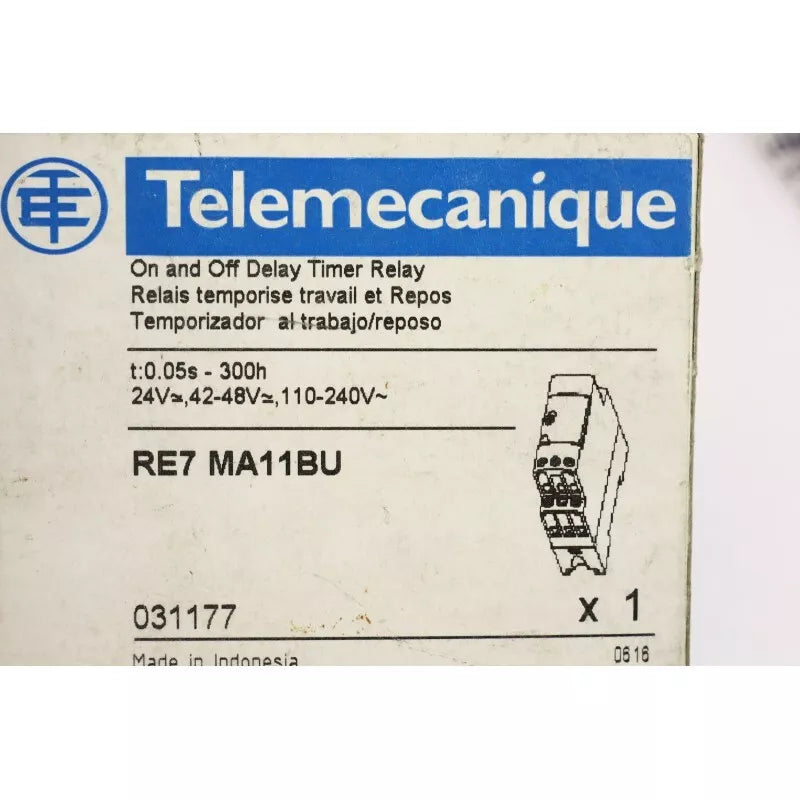 Telemecanique
On and Off Delay Timer Relay
Relais temporise travail et Repos
Temporizador al trabajo/reposo
t:0.05s - 300h
24V≃,42-48V≃,110-240V~
RE7 MA11BU
031177
x 1
Made in Indonesia
0616